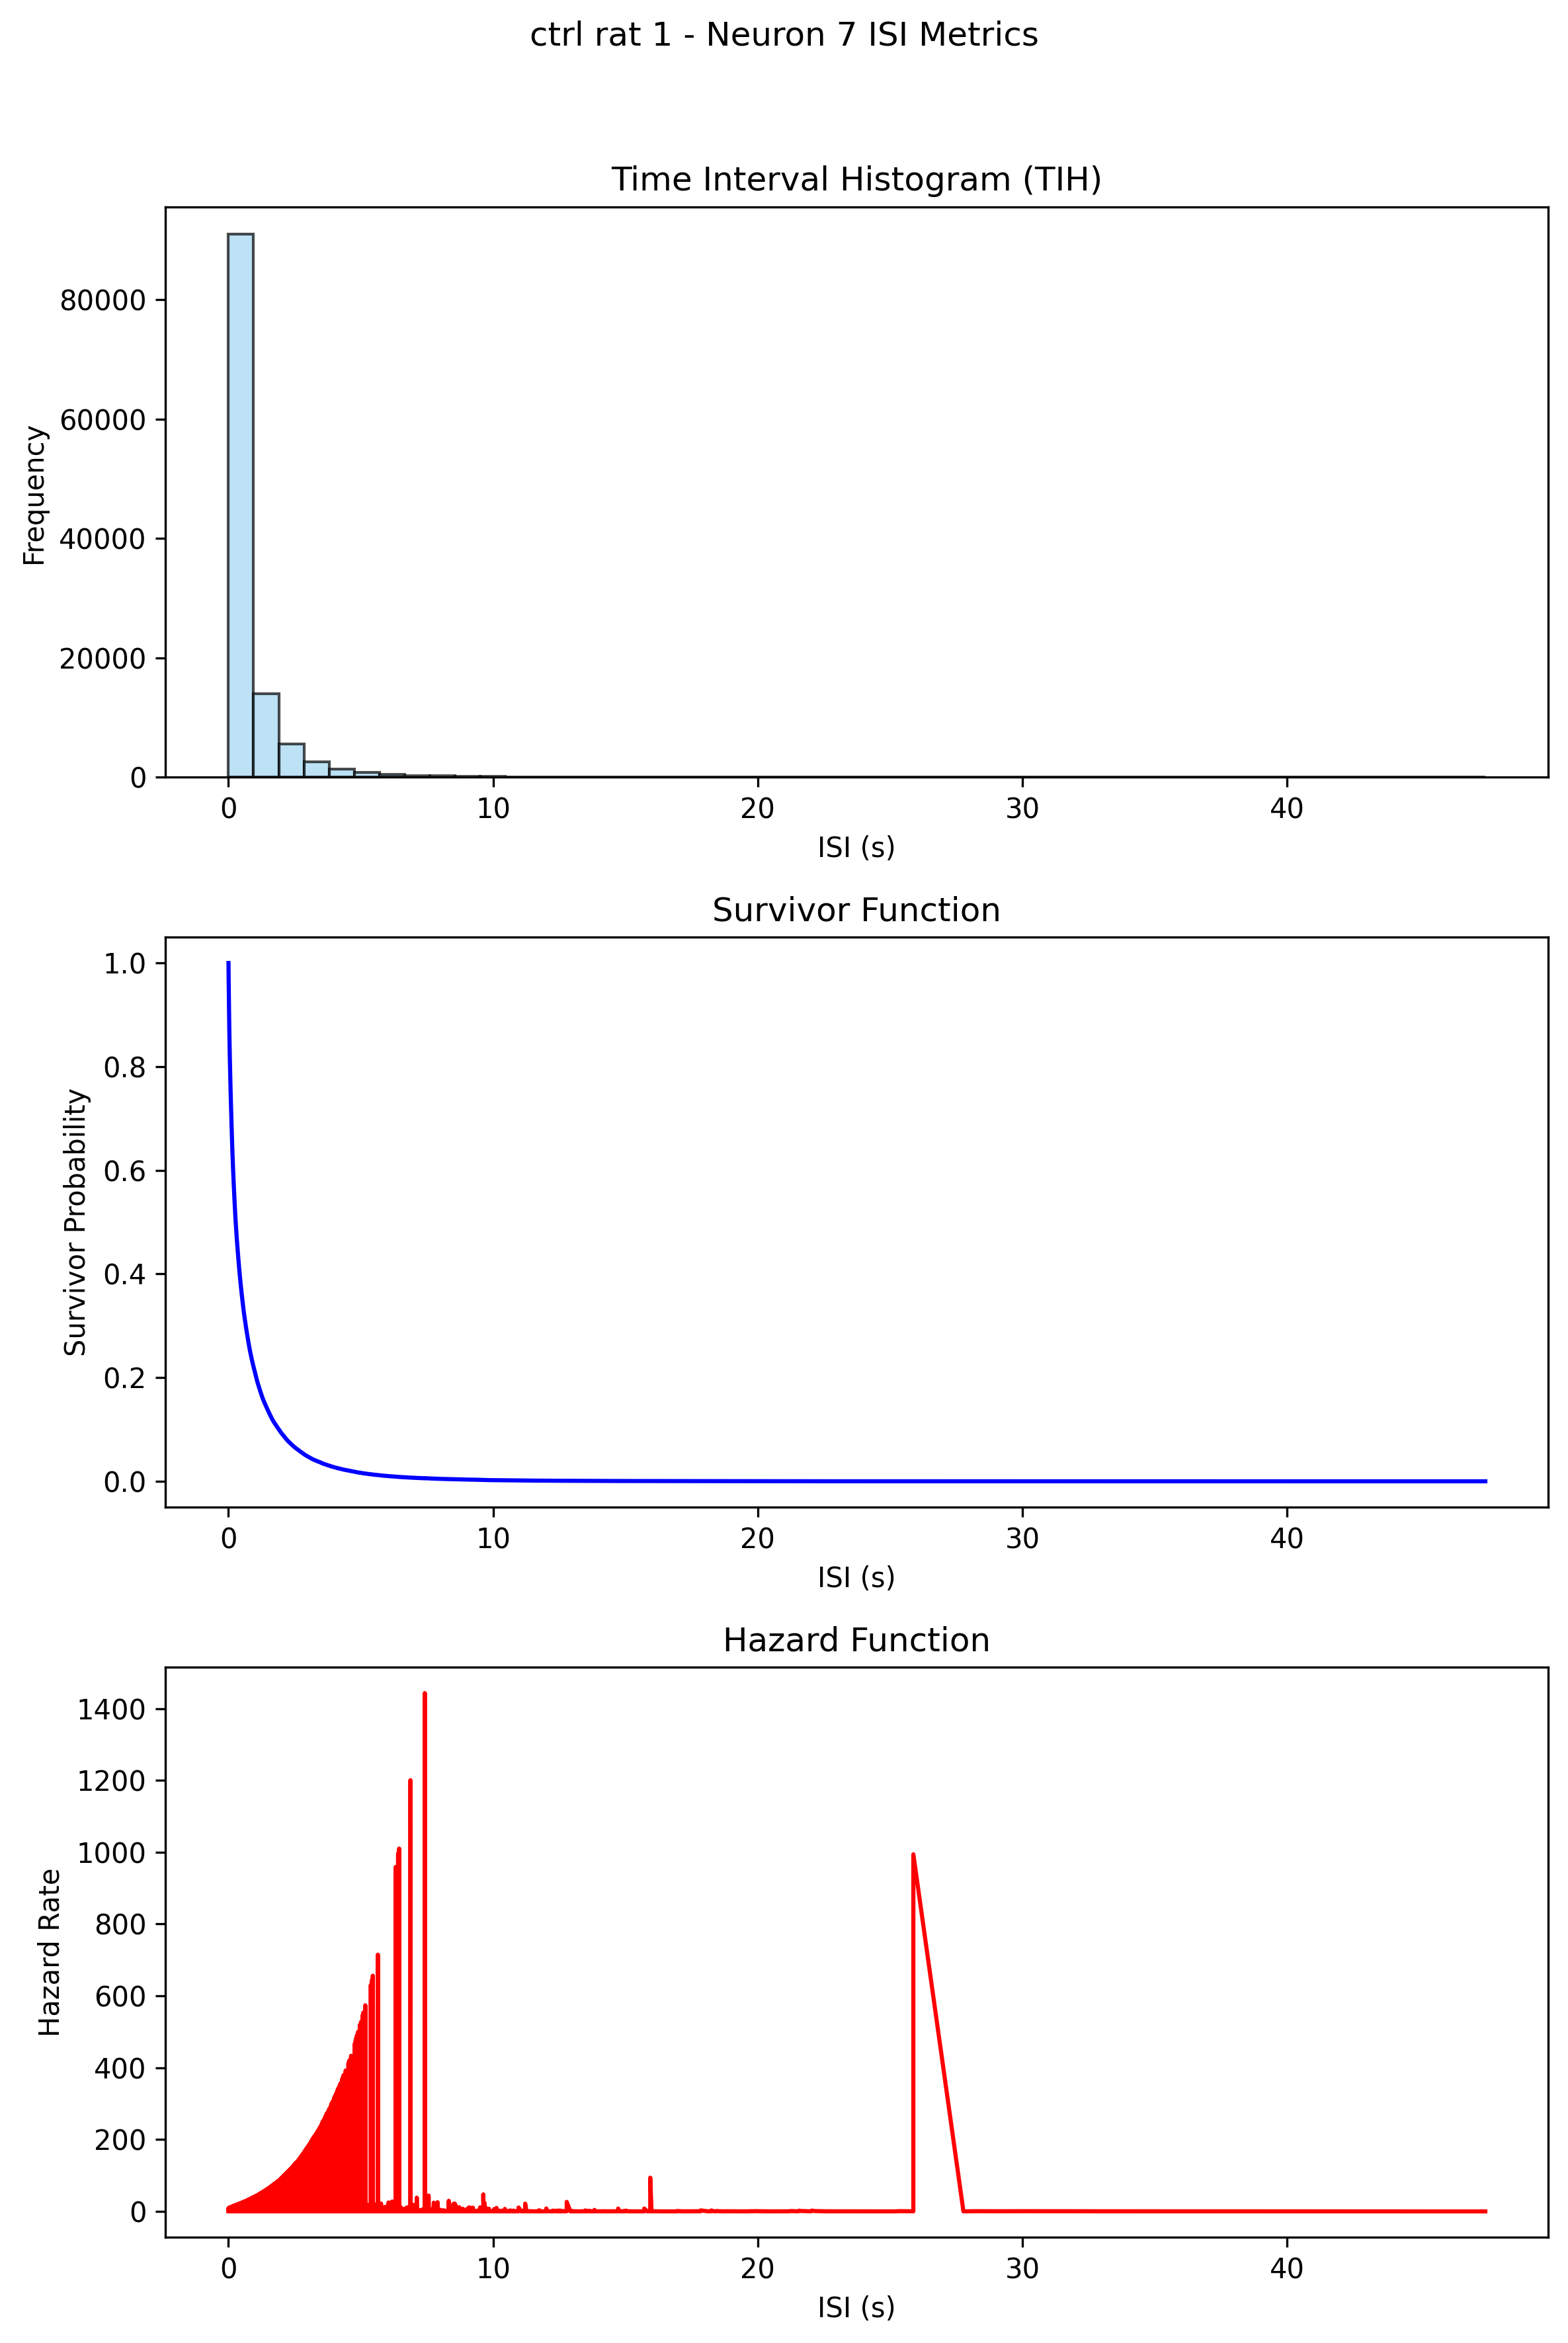 ctrl rat 1 - Neuron 7 ISI Metrics
Time Interval Histogram (TIH)
Frequency
80000
60000
40000
20000
0
0 10 20 30 40
ISI (s)
Survivor Function
Survivor Probability
1.0
0.8
0.6
0.4
0.2
0.0
0 10 20 30 40
ISI (s)
Hazard Function
Hazard Rate
1400
1200
1000
800
600
400
200
0
0 10 20 30 40
ISI (s)